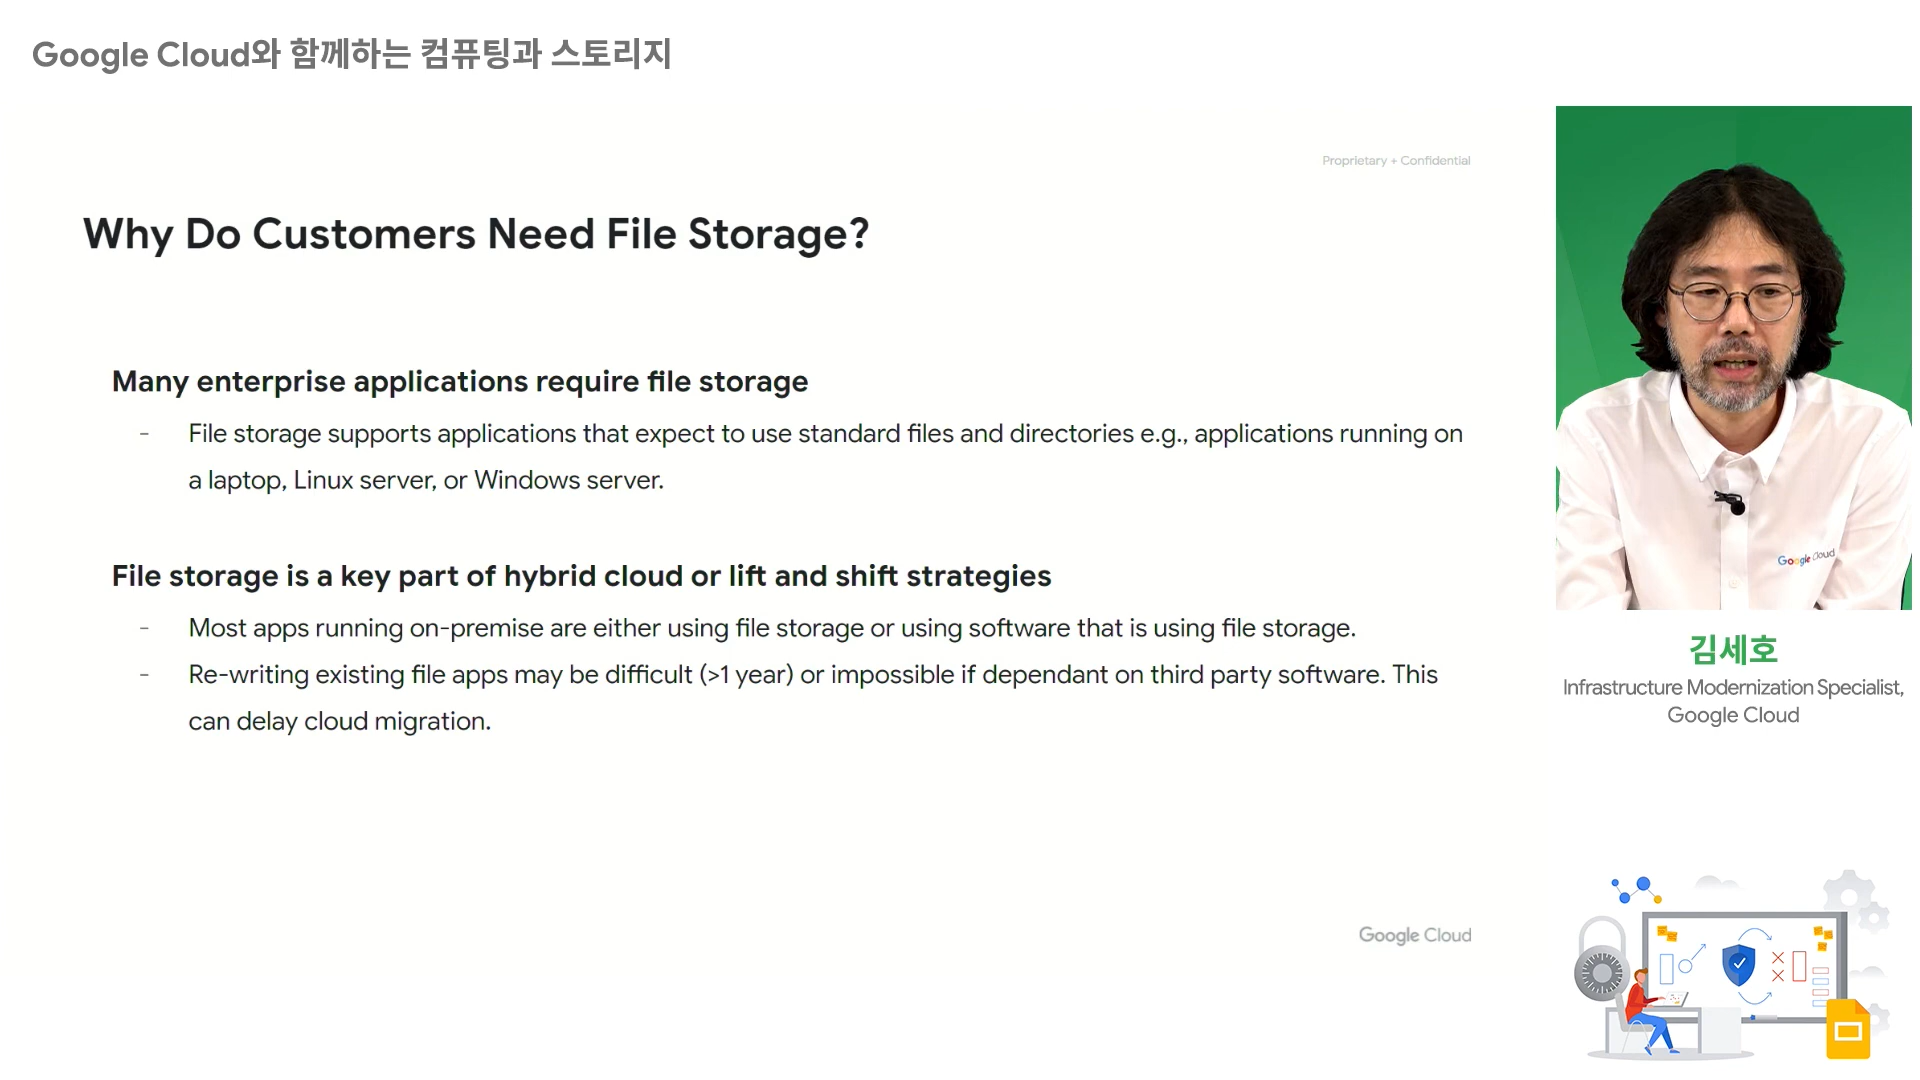 Google Cloud와 함께하는 컴퓨팅과 스토리지
Proprietary + Confidential
Why Do Customers Need File Storage?
Many enterprise applications require file storage
- File storage supports applications that expect to use standard files and directories e.g., applications running on
a laptop, Linux server, or Windows server.
File storage is a key part of hybrid cloud or lift and shift strategies
- Most apps running on-premise are either using file storage or using software that is using file storage.
- Re-writing existing file apps may be difficult (>1 year) or impossible if dependant on third party software. This
can delay cloud migration.
Google Cloud
Google Cloud
김세호
Infrastructure Modernization Specialist,
Google Cloud